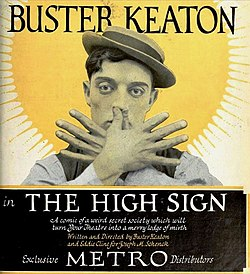 BUSTER KEATON
in THE HIGH SIGN
A comic of a weird secret society which will
turn Your Theatre into a merry lodge of mirth
Written and Directed by Buster Keaton
and Eddie Cline for Joseph M. Schenck
Exclusive METRO Distributors